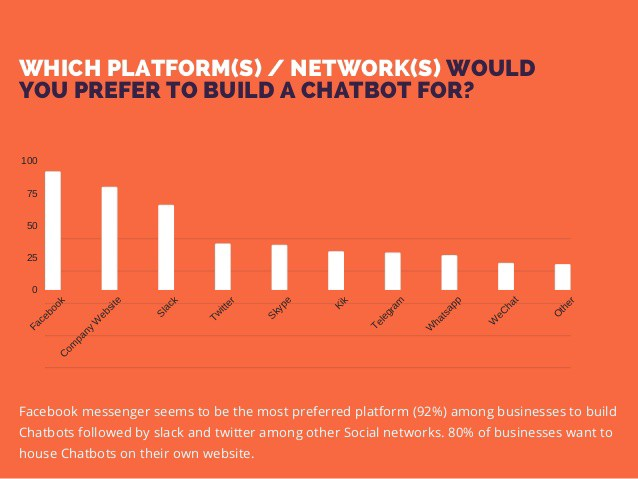 WHICH PLATFORM(S) / NETWORK(S) WOULD
YOU PREFER TO BUILD A CHATBOT FOR?
100
75
50
25
0
Facebook
Company Website
Slack
Twitter
Skype
Kik
Telegram
Whatsapp
WeChat
Other
Facebook messenger seems to be the most preferred platform (92%) among businesses to build
Chatbots followed by slack and twitter among other Social networks. 80% of businesses want to
house Chatbots on their own website.